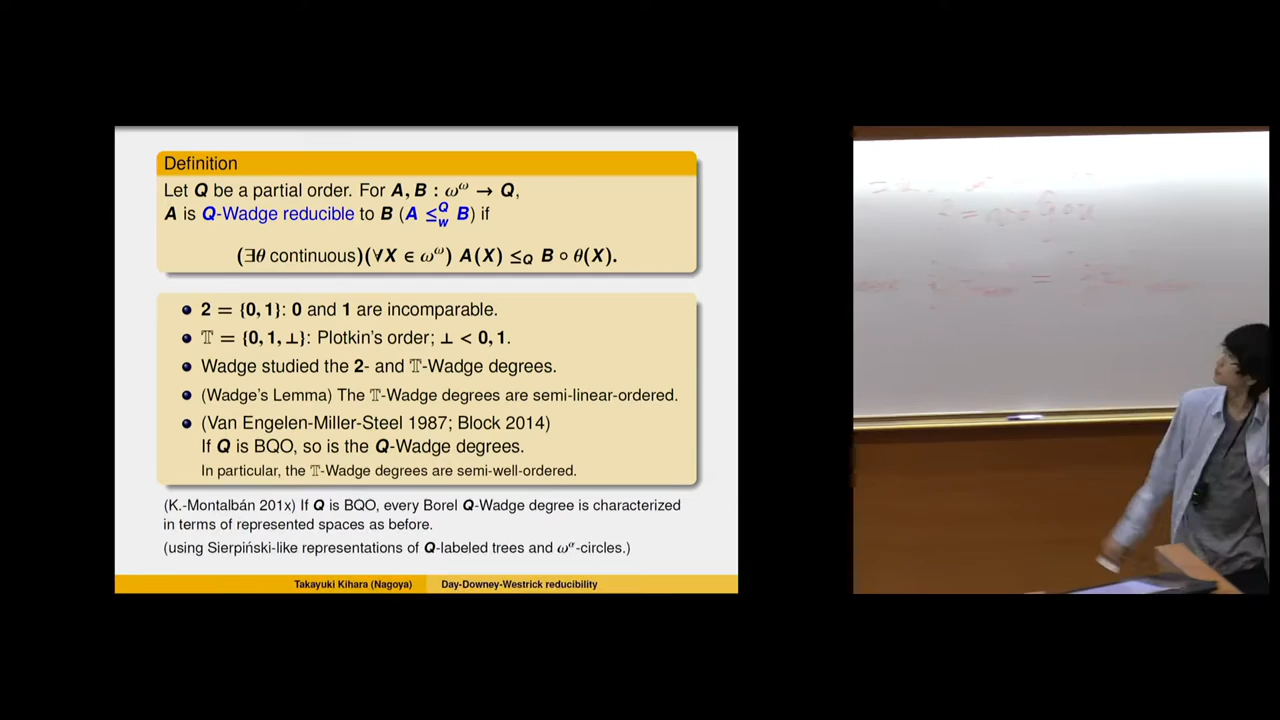 Definition
Let Q be a partial order. For A, B : ω^ω → Q,
A is Q-Wadge reducible to B (A ≤_w^Q B) if
(∃θ continuous)(∀X ∈ ω^ω) A(X) ≤_Q B ∘ θ(X).
• 2 = {0, 1}: 0 and 1 are incomparable.
• 𝕋 = {0, 1, ⊥}: Plotkin's order; ⊥ < 0, 1.
• Wadge studied the 2- and 𝕋-Wadge degrees.
• (Wadge's Lemma) The 𝕋-Wadge degrees are semi-linear-ordered.
• (Van Engelen-Miller-Steel 1987; Block 2014)
If Q is BQO, so is the Q-Wadge degrees.
In particular, the 𝕋-Wadge degrees are semi-well-ordered.
(K.-Montalbán 201x) If Q is BQO, every Borel Q-Wadge degree is characterized
in terms of represented spaces as before.
(using Sierpiński-like representations of Q-labeled trees and ω^α-circles.)
Takayuki Kihara (Nagoya) Day-Downey-Westrick reducibility